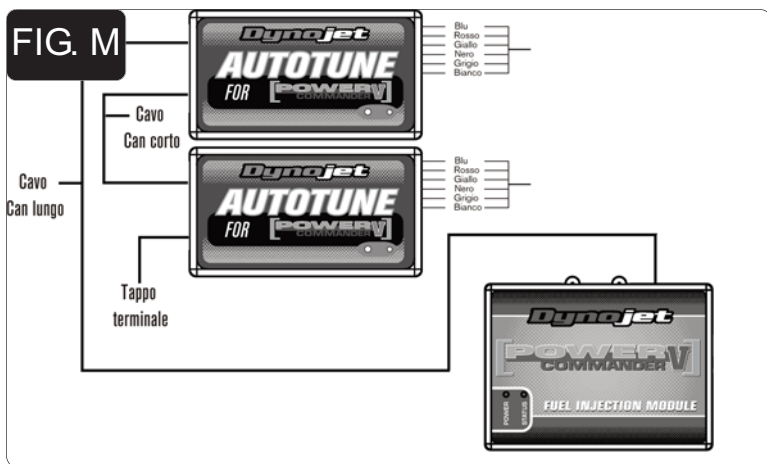 FIG. M
Dynojet
AUTOTUNE
FOR
POWER V
COMMANDER
Blu
Rosso
Giallo
Nero
Grigio
Bianco
Cavo
Can corto
Cavo
Can lungo
Dynojet
AUTOTUNE
FOR
POWER V
COMMANDER
Blu
Rosso
Giallo
Nero
Grigio
Bianco
Tappo
terminale
Dynojet
POWER V
COMMANDER
POWER
STATUS
FUEL INJECTION MODULE